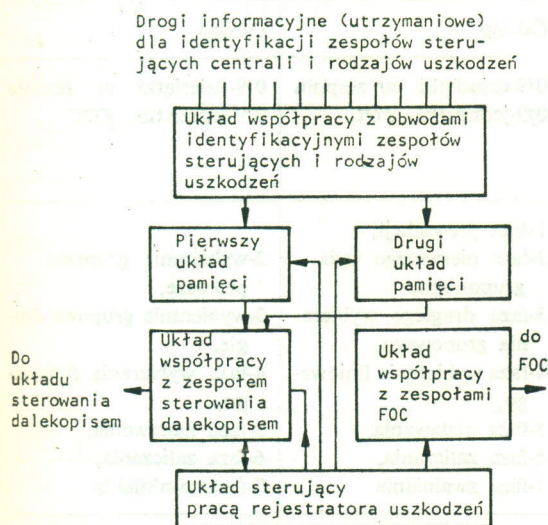 Drogi informacyjne (utrzymaniowe)
dla identyfikacji zespołów steru-
jących centrali i rodzajów uszkodzeń
Układ współpracy z obwodami
identyfikacyjnymi zespołów
sterujących i rodzajów
uszkodzeń
Pierwszy
układ
pamięci
Drugi
układ
pamięci
Do
układu
sterowania
dalekopisem
Układ
współpracy
z zespołem
sterowania
dalekopisem
Układ
współpracy
z zespołami
FOC
do
FOC
Układ sterujący
pracą rejestratora uszkodzeń